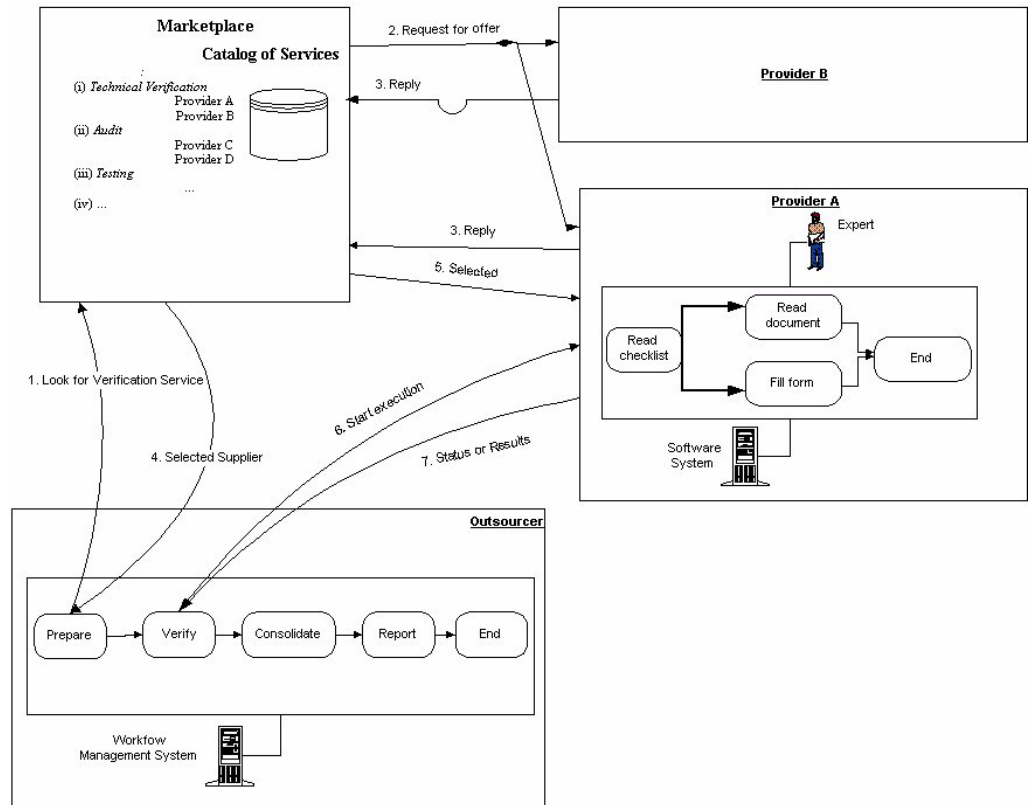 Marketplace
Catalog of Services
:
(i) Technical Verification
Provider A
Provider B
(ii) Audit
Provider C
Provider D
(iii) Testing
...
(iv) ...
2. Request for offer
3. Reply
Provider B
Provider A
Expert
3. Reply
5. Selected
Read
checklist
Read
document
Fill form
End
Software
System
1. Look for Verification Service
4. Selected Supplier
6. Start execution
7. Status or Results
Outsourcer
Prepare
Verify
Consolidate
Report
End
Workfow
Management System